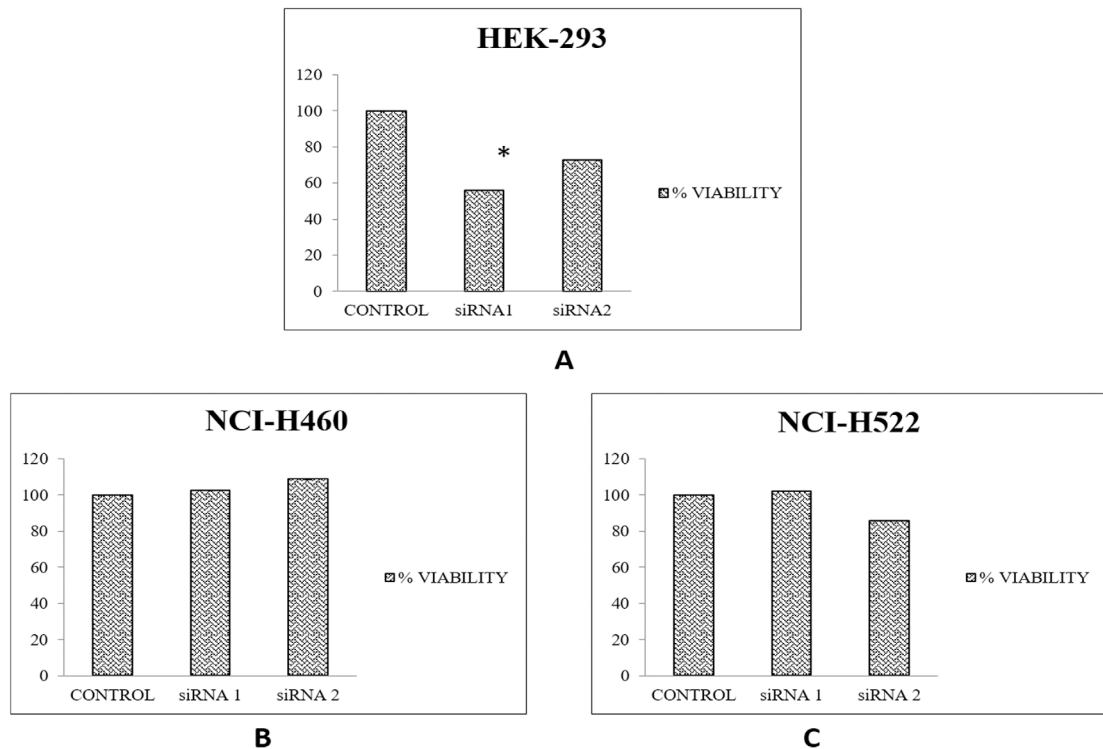 HEK-293
120
100
80
60
40
20
0
*
CONTROL siRNA1 siRNA2
% VIABILITY
A
NCI-H460
120
100
80
60
40
20
0
CONTROL siRNA 1 siRNA 2
% VIABILITY
B
NCI-H522
120
100
80
60
40
20
0
CONTROL siRNA 1 siRNA 2
% VIABILITY
C